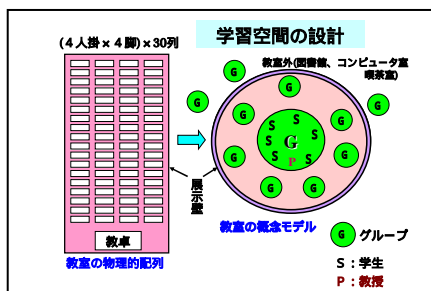 学習空間の設計
(４人掛×４脚)×30列
教室外(図書館、コンピュータ室
喫茶室)
G
G
G
G
G
G
S
S
S
G
S
S
S
S
P
G
G
G
G
G
展示壁
教卓
教室の物理的配列
教室の概念モデル
G グループ
S：学生
P：教授